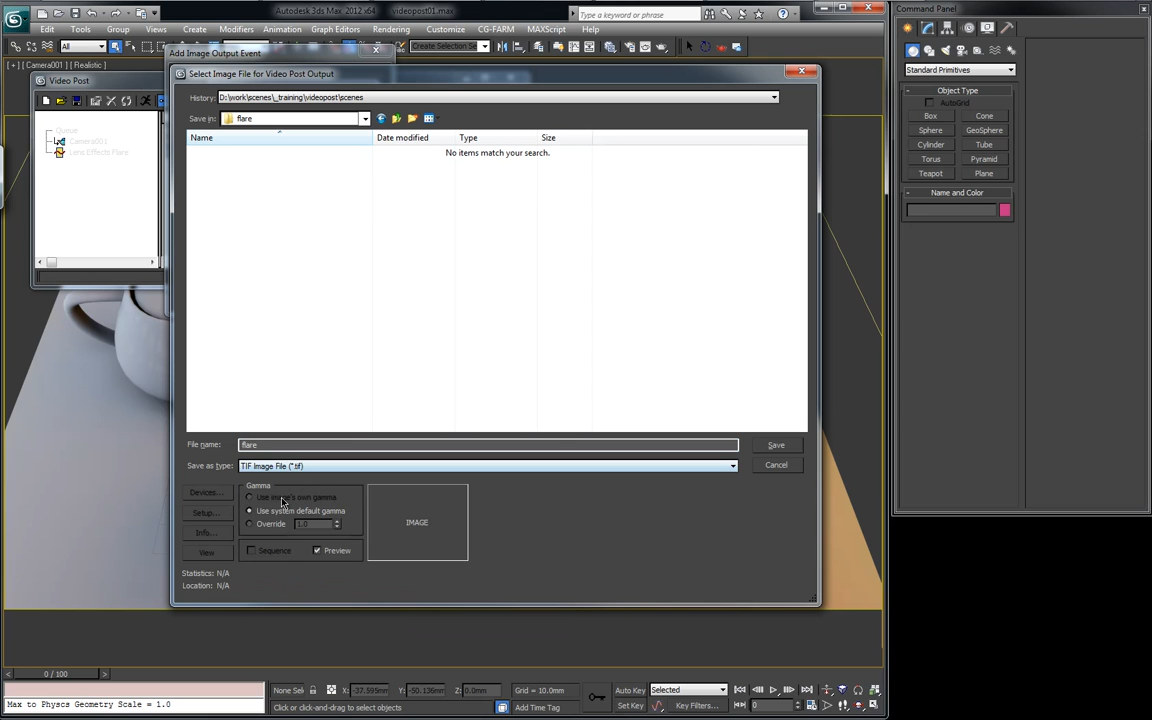 Autodesk 3ds Max 2012 x64 videopost01.max
Type a keyword or phrase
Edit Tools Group Views Create Modifiers Animation Graph Editors Rendering Customize CG-FARM MAXScript Help
All
Create Selection Se
[ + ] [ Camera001 ] [ Realistic ]
Add Image Output Event
Video Post
Queue
Camera001
Lens Effects Flare
Select Image File for Video Post Output
History: D:\work\scenes\_training\videopost\scenes
Save in: flare
Name Date modified Type Size
No items match your search.
File name: flare Save
Save as type: TIF Image File (*.tif) Cancel
Devices...
Setup...
Info...
View
Gamma
Use image's own gamma
Use system default gamma
Override 1.0
Sequence Preview
IMAGE
Statistics: N/A
Location: N/A
Command Panel
Standard Primitives
- Object Type
AutoGrid
Box Cone
Sphere GeoSphere
Cylinder Tube
Torus Pyramid
Teapot Plane
- Name and Color
< 0 / 100 >
None Sel X: -37.595mm Y: -50.136mm Z: 0.0mm Grid = 10.0mm Auto Key Selected
Max to Physcs Geometry Scale = 1.0 Click or click-and-drag to select objects Add Time Tag Set Key Key Filters... 0